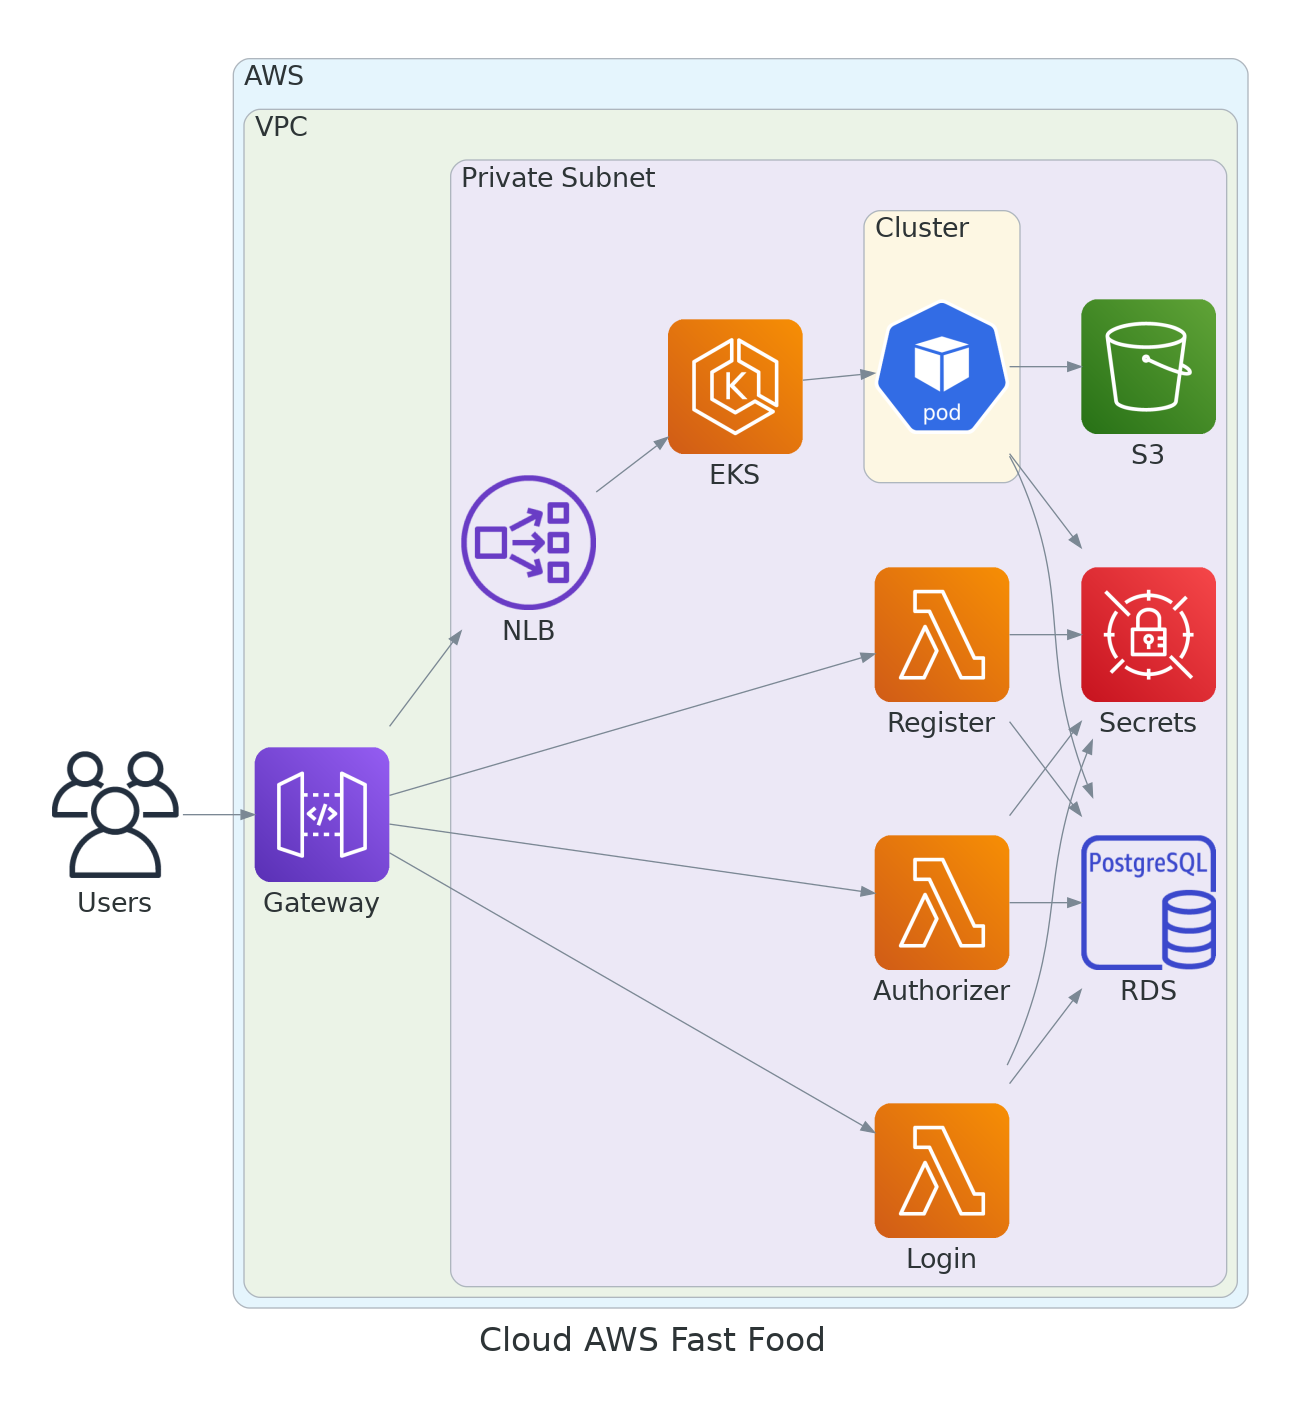 AWS
VPC
Private Subnet
Cluster
pod
K
EKS
S3
NLB
Register
Secrets
</>
Users
Gateway
PostgreSQL
Authorizer
RDS
Login
Cloud AWS Fast Food